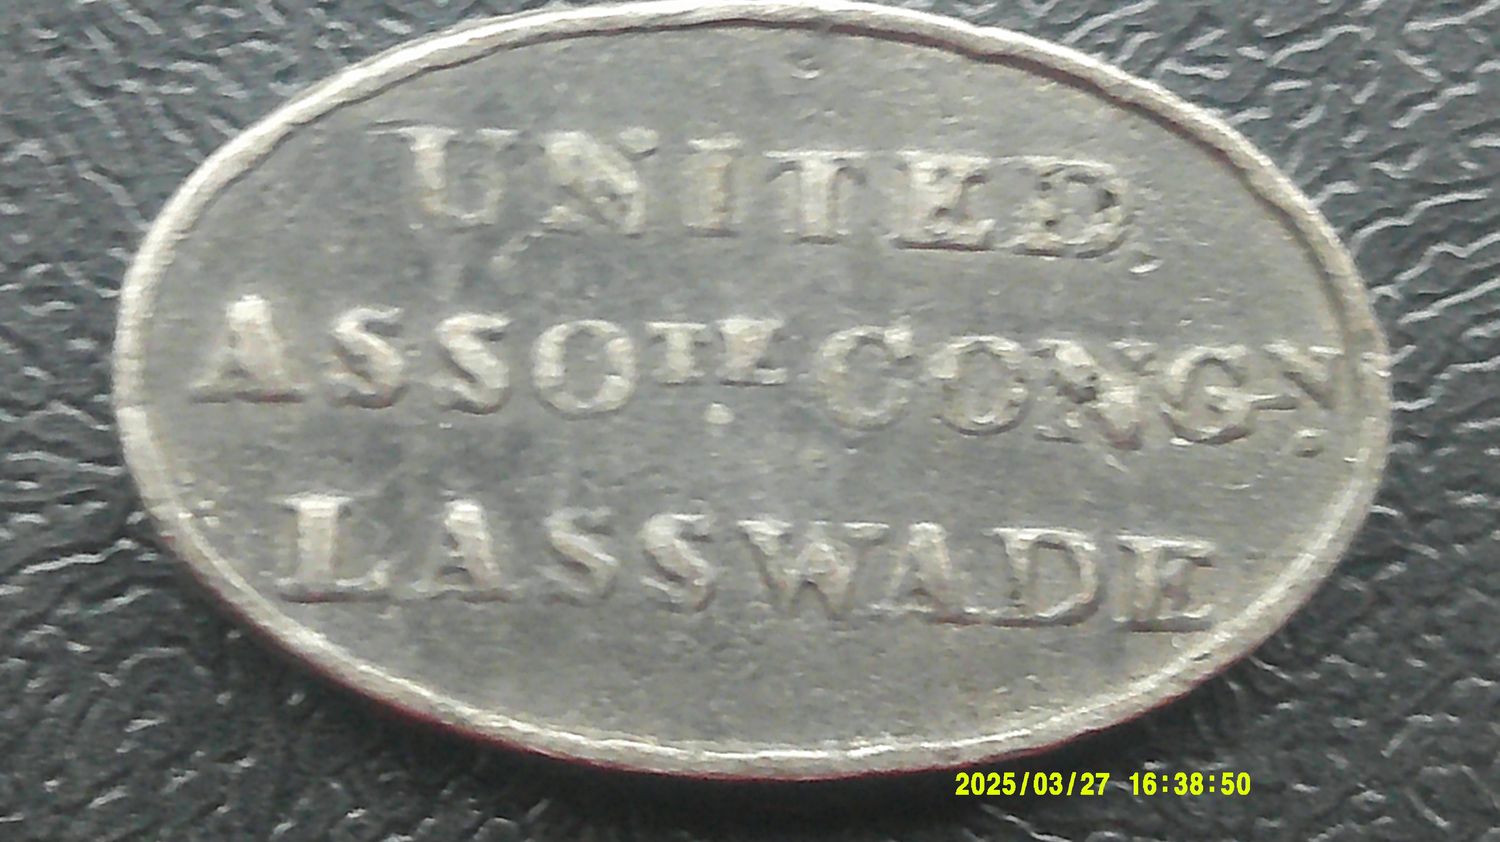 UNITED
ASSOTE. CONGN.
LASSWADE
2025/03/27 16:38:50